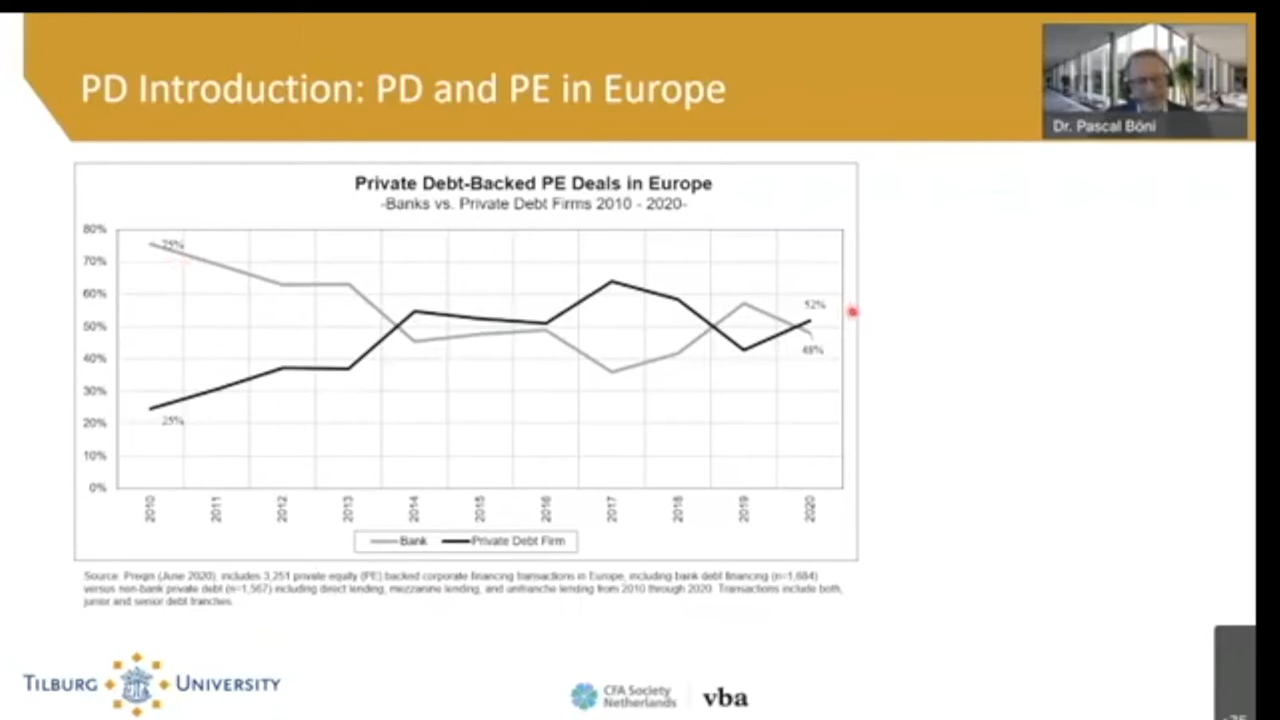 PD Introduction: PD and PE in Europe
Dr. Pascal Böni
Private Debt-Backed PE Deals in Europe
-Banks vs. Private Debt Firms 2010 - 2020-
80%
70%
60%
50%
40%
30%
20%
10%
0%
75%
25%
52%
48%
2010
2011
2012
2013
2014
2015
2016
2017
2018
2019
2020
Bank
Private Debt Firm
Source: Preqin (June 2020), includes 3,251 private equity (PE) backed corporate financing transactions in Europe, including bank debt financing (n=1,684)
versus non-bank private debt (n=1,567) including direct lending, mezzanine lending, and unitranche lending from 2010 through 2020. Transactions include both,
junior and senior debt tranches.
TILBURG UNIVERSITY
CFA Society
Netherlands
vba